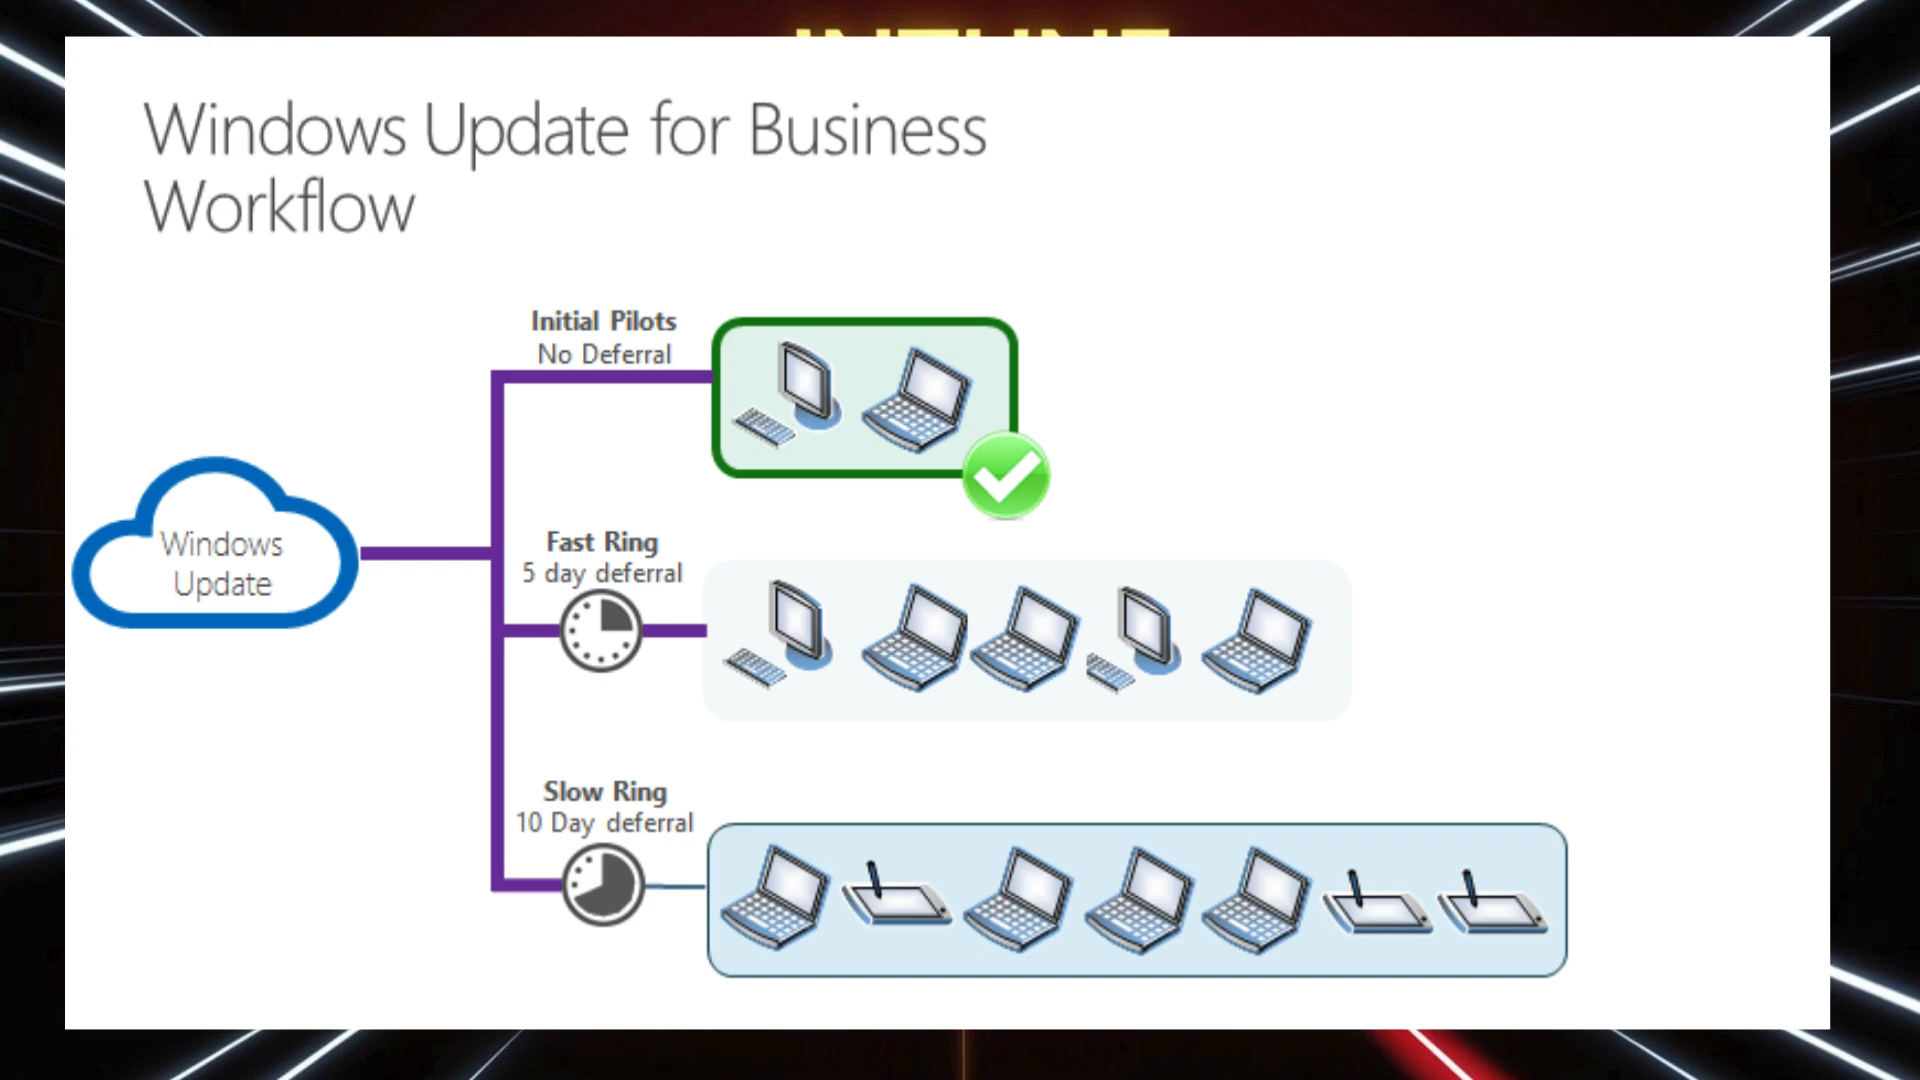 Windows Update for Business
Workflow
Initial Pilots
No Deferral
Windows
Update
Fast Ring
5 day deferral
Slow Ring
10 Day deferral